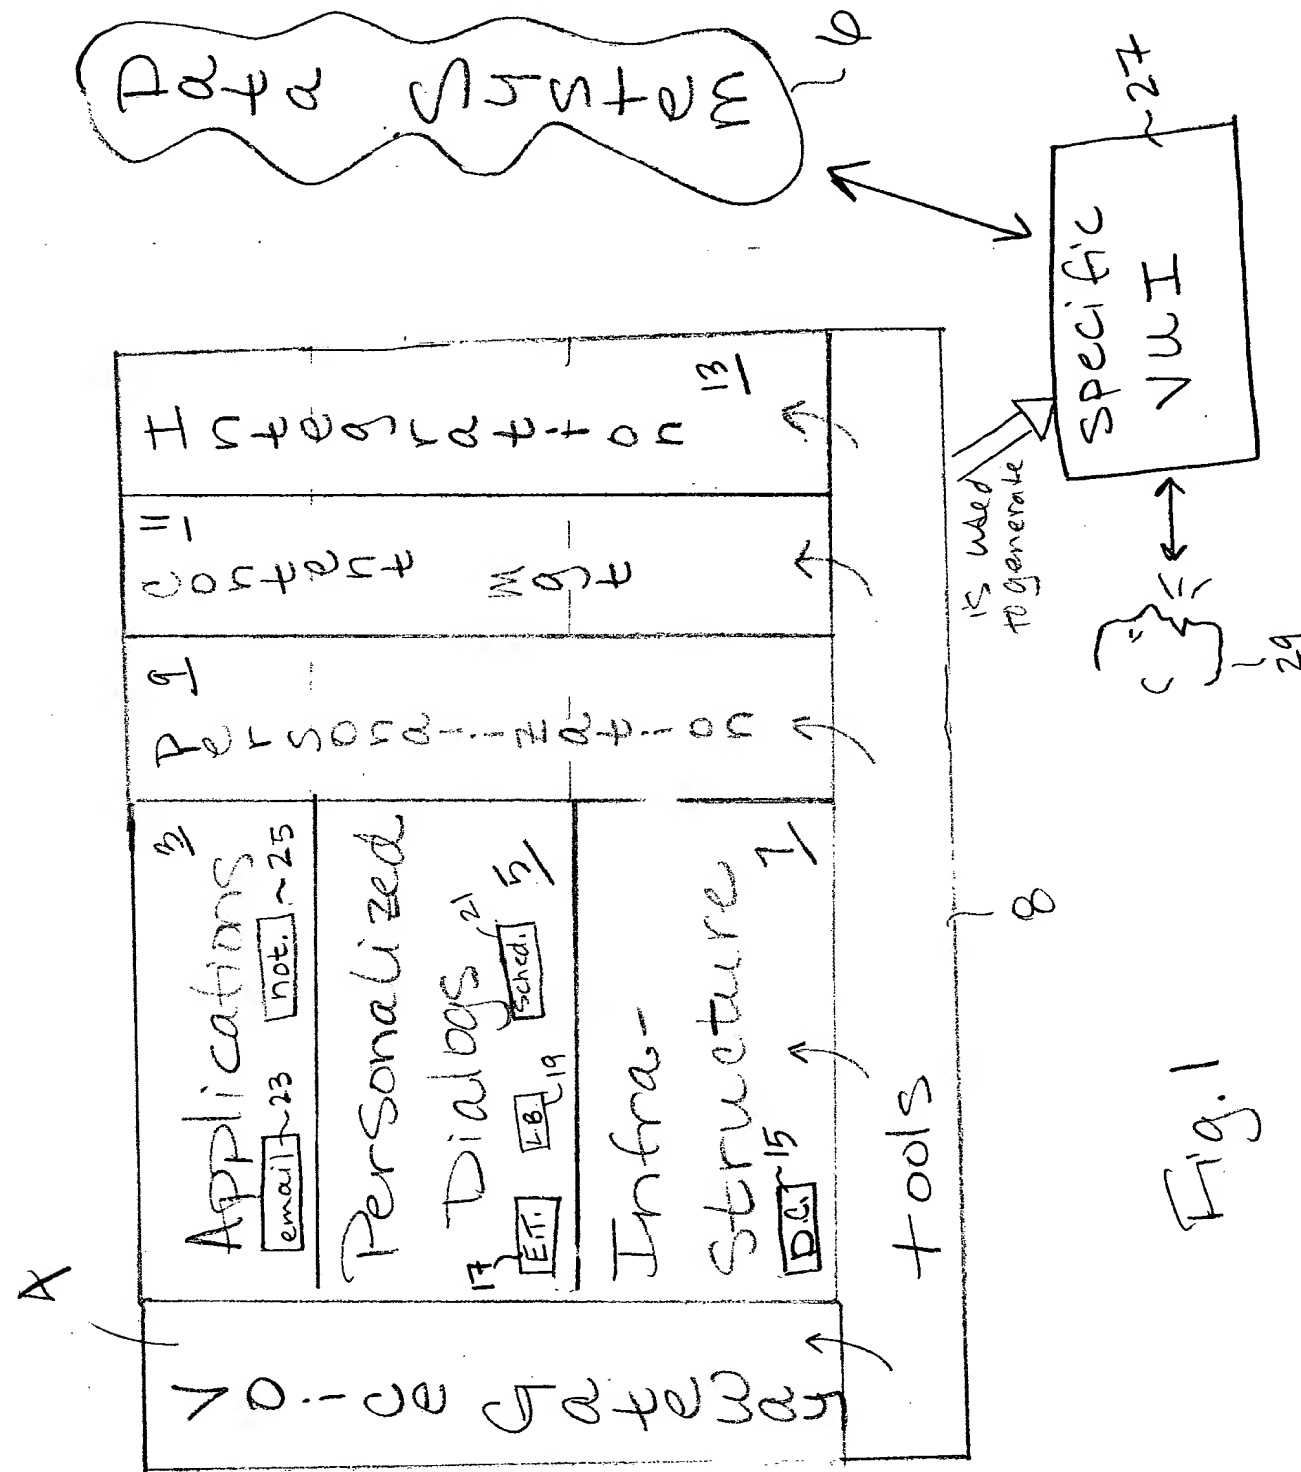 A
Voice Gateway
Applications 3
email ~23
not. ~25
Personalized
Dialogs
17
E.T.
L.B. 19
Sched. 21
5
Infra-
Structure
D.C. ~15
7
Personalization
9
Content Mgt
11
Integration
13
Data System
6
tools
8
is used
to generate
specific
VUI
27
29
Fig. 1